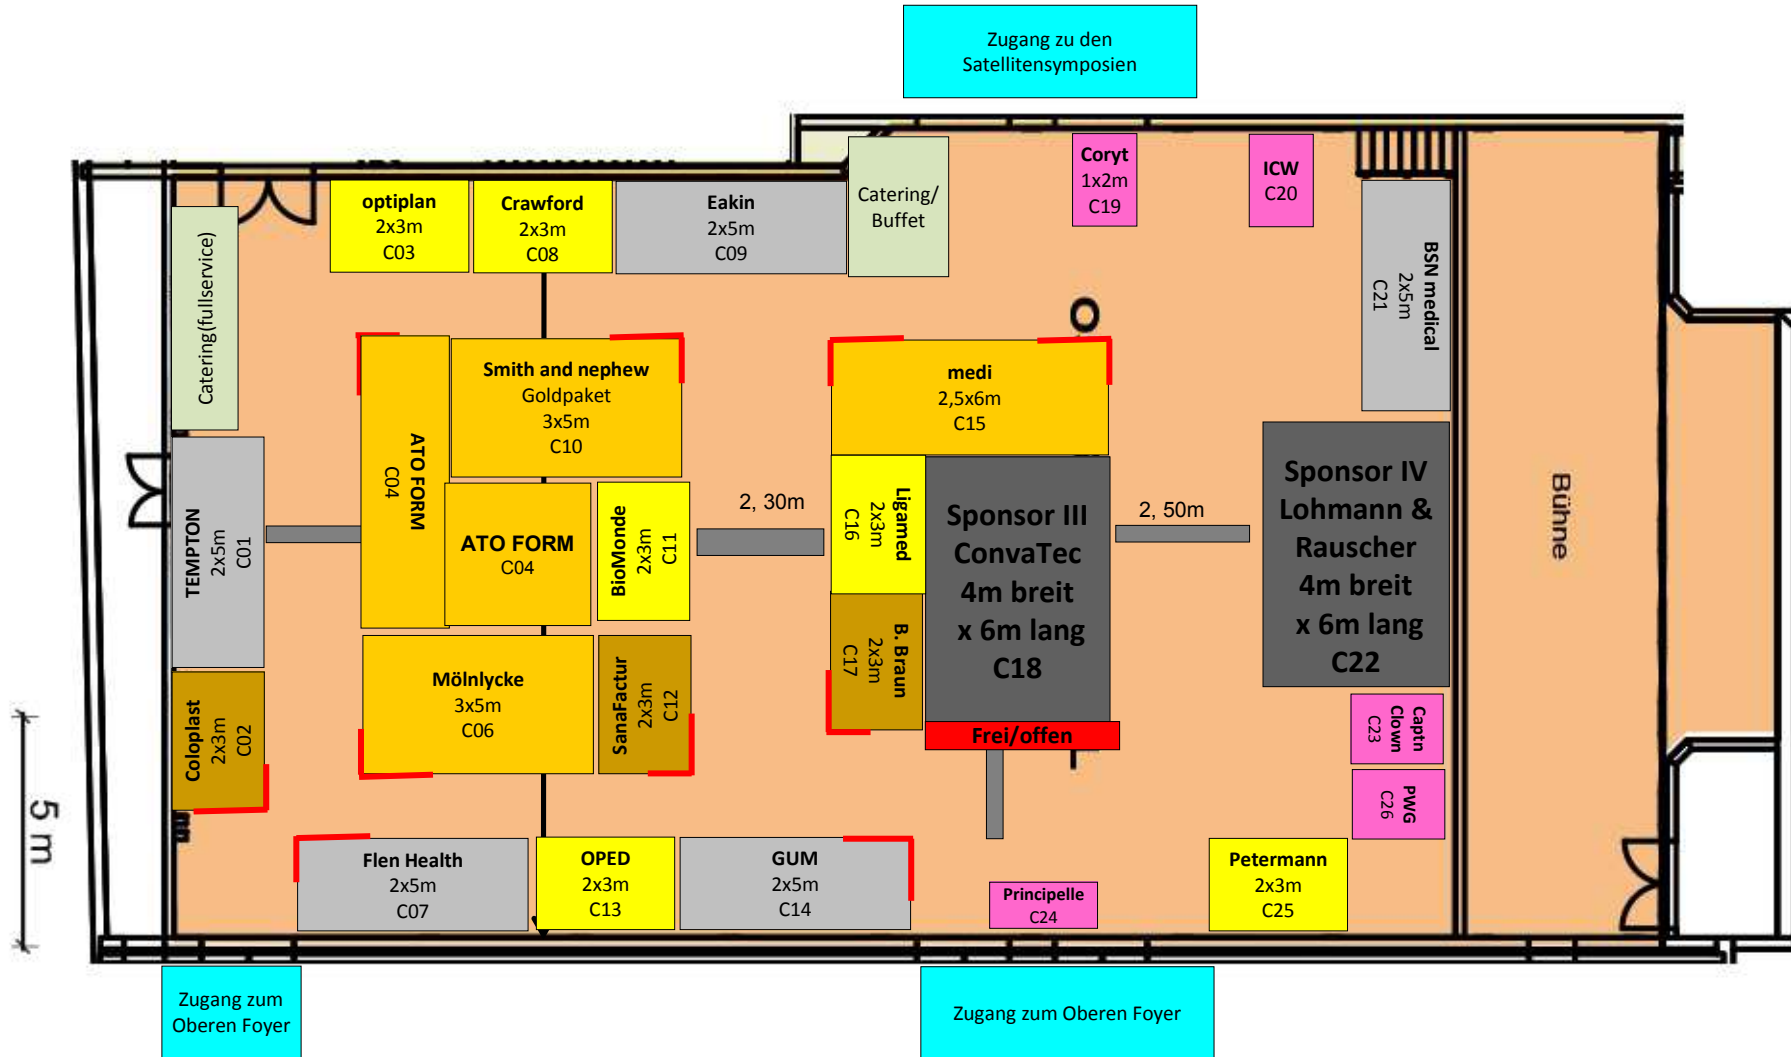 Zugang zu den
Satellitensymposien
optiplan
2x3m
C03
Crawford
2x3m
C08
Eakin
2x5m
C09
Catering/
Buffet
Coryt
1x2m
C19
ICW
C20
BSN medical
2x5m
C21
Catering(fullservice)
ATO FORM
C04
Smith and nephew
Goldpaket
3x5m
C10
medi
2,5x6m
C15
TEMPTON
2x5m
C01
ATO FORM
C04
BioMonde
2x3m
C11
2, 30m
Ligamed
2x3m
C16
Sponsor III
ConvaTec
4m breit
x 6m lang
C18
2, 50m
Sponsor IV
Lohmann &
Rauscher
4m breit
x 6m lang
C22
Bühne
Coloplast
2x3m
C02
Mölnlycke
3x5m
C06
SanaFactur
2x3m
C12
B. Braun
2x3m
C17
Frei/offen
Captn
Clown
C23
PWG
C26
5 m
Flen Health
2x5m
C07
OPED
2x3m
C13
GUM
2x5m
C14
Principelle
C24
Petermann
2x3m
C25
Zugang zum
Oberen Foyer
Zugang zum Oberen Foyer